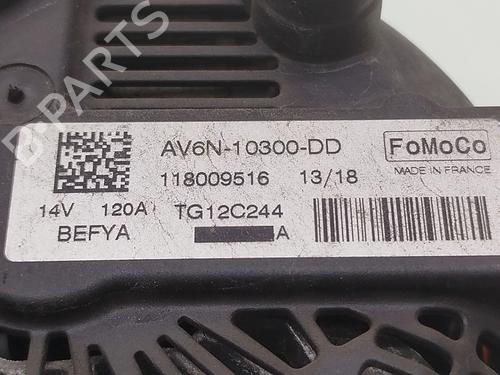 B-PARTS
AV6N-10300-DD
FoMoCo
118009516 13/18
MADE IN FRANCE
14V 120A TG12C244
BEFYA A